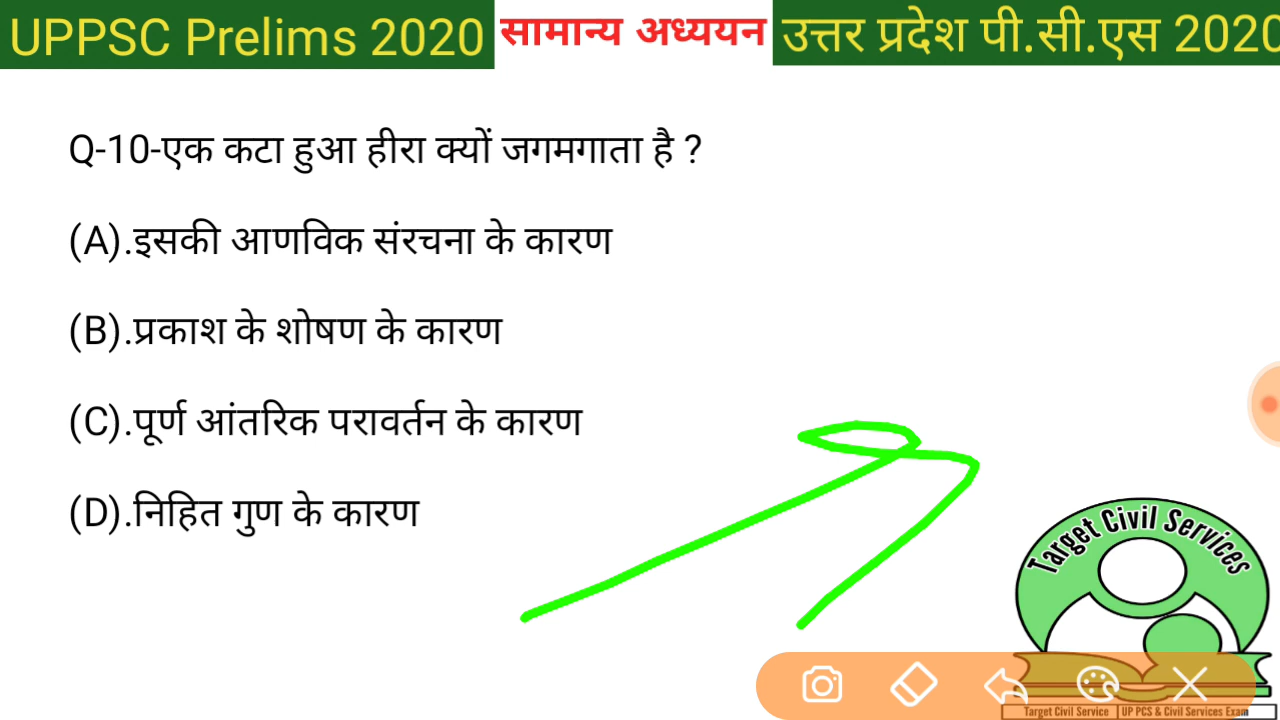 UPPSC Prelims 2020 सामान्य अध्ययन उत्तर प्रदेश पी.सी.एस 2020
Q-10-एक कटा हुआ हीरा क्यों जगमगाता है ?
(A).इसकी आणविक संरचना के कारण
(B).प्रकाश के शोषण के कारण
(C).पूर्ण आंतरिक परावर्तन के कारण
(D).निहित गुण के कारण
Target Civil Services
Target Civil Service | UP PCS & Civil Services Exam